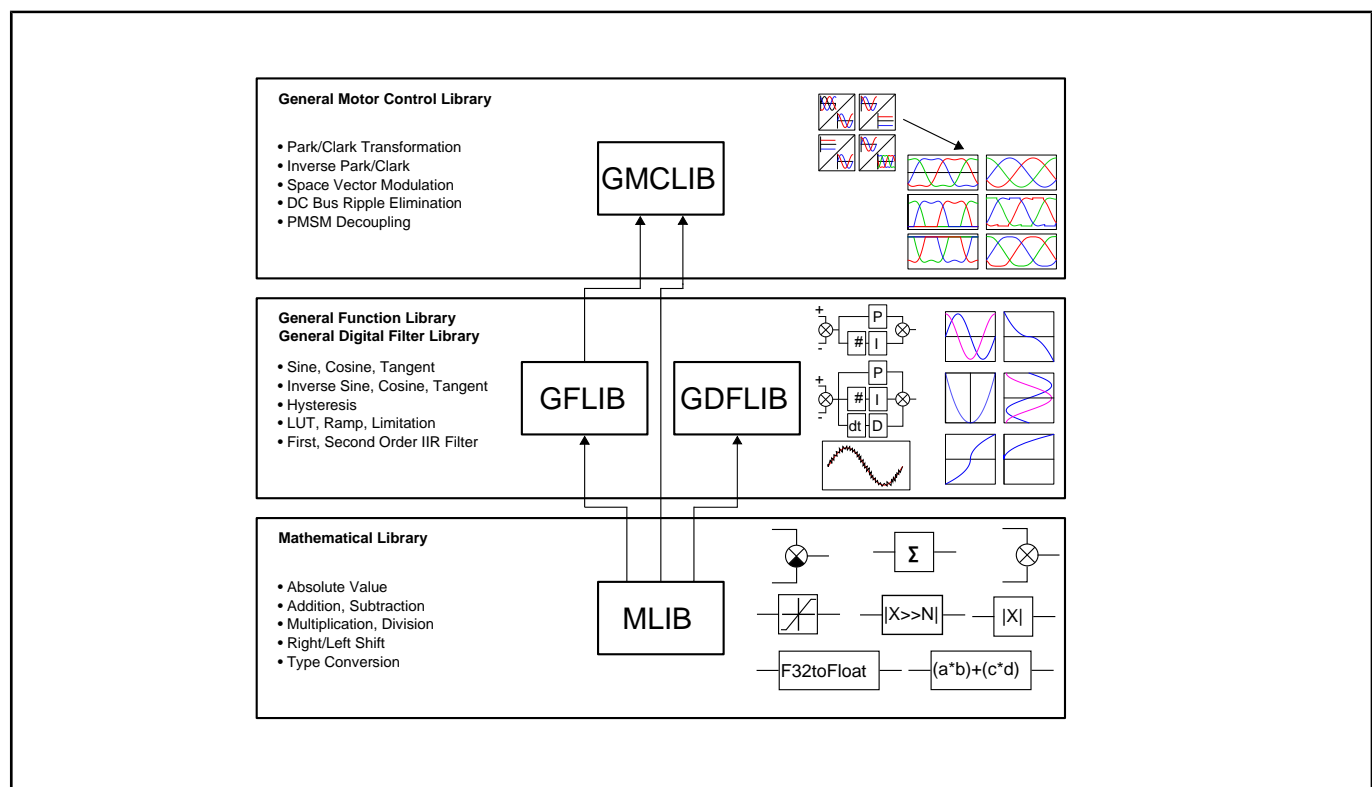 General Motor Control Library
• Park/Clark Transformation
• Inverse Park/Clark
• Space Vector Modulation
• DC Bus Ripple Elimination
• PMSM Decoupling
GMCLIB
General Function Library
General Digital Filter Library
• Sine, Cosine, Tangent
• Inverse Sine, Cosine, Tangent
• Hysteresis
• LUT, Ramp, Limitation
• First, Second Order IIR Filter
GFLIB
GDFLIB
+
-
P
# I
+
-
P
# I
dt D
Mathematical Library
• Absolute Value
• Addition, Subtraction
• Multiplication, Division
• Right/Left Shift
• Type Conversion
MLIB
Σ
|X>>N|
|X|
F32toFloat
(a*b)+(c*d)